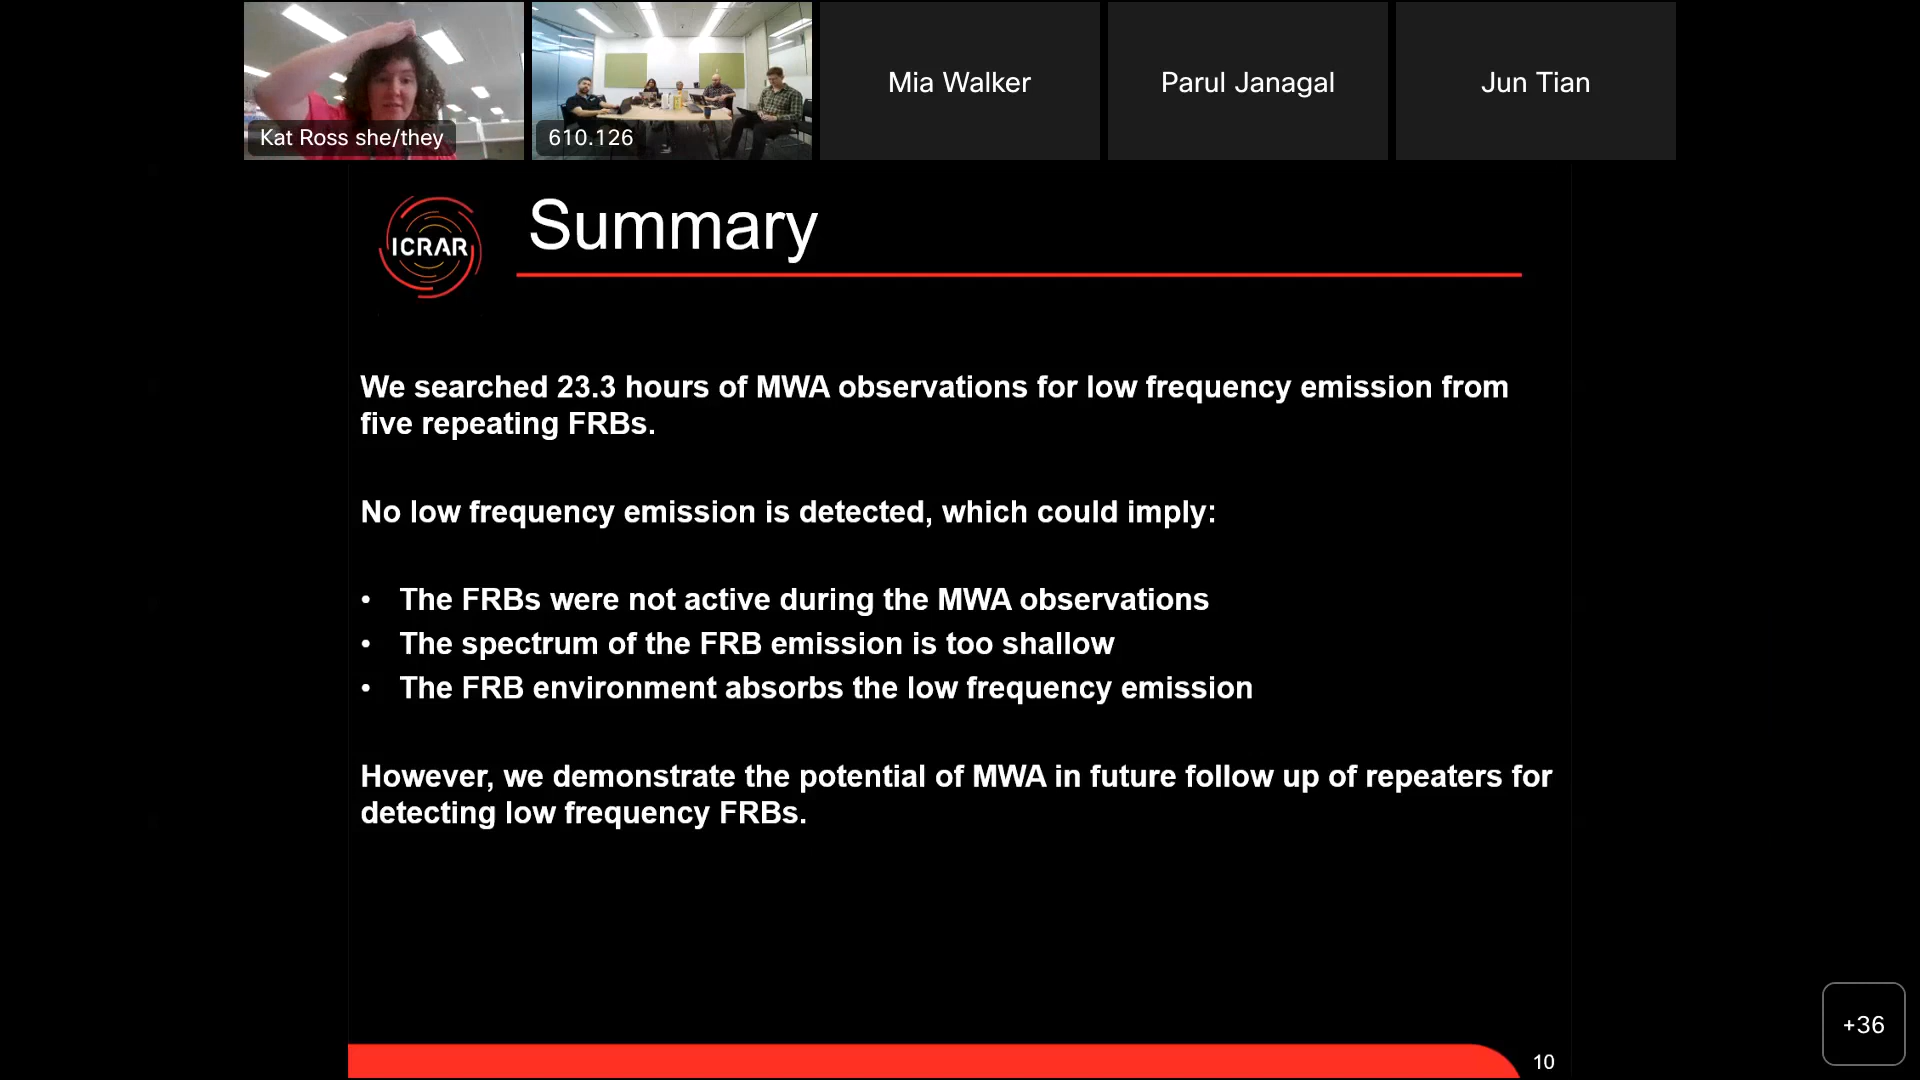 Kat Ross she/they
610.126
Mia Walker
Parul Janagal
Jun Tian
ICRAR
Summary
We searched 23.3 hours of MWA observations for low frequency emission from
five repeating FRBs.
No low frequency emission is detected, which could imply:
• The FRBs were not active during the MWA observations
• The spectrum of the FRB emission is too shallow
• The FRB environment absorbs the low frequency emission
However, we demonstrate the potential of MWA in future follow up of repeaters for
detecting low frequency FRBs.
+36
10